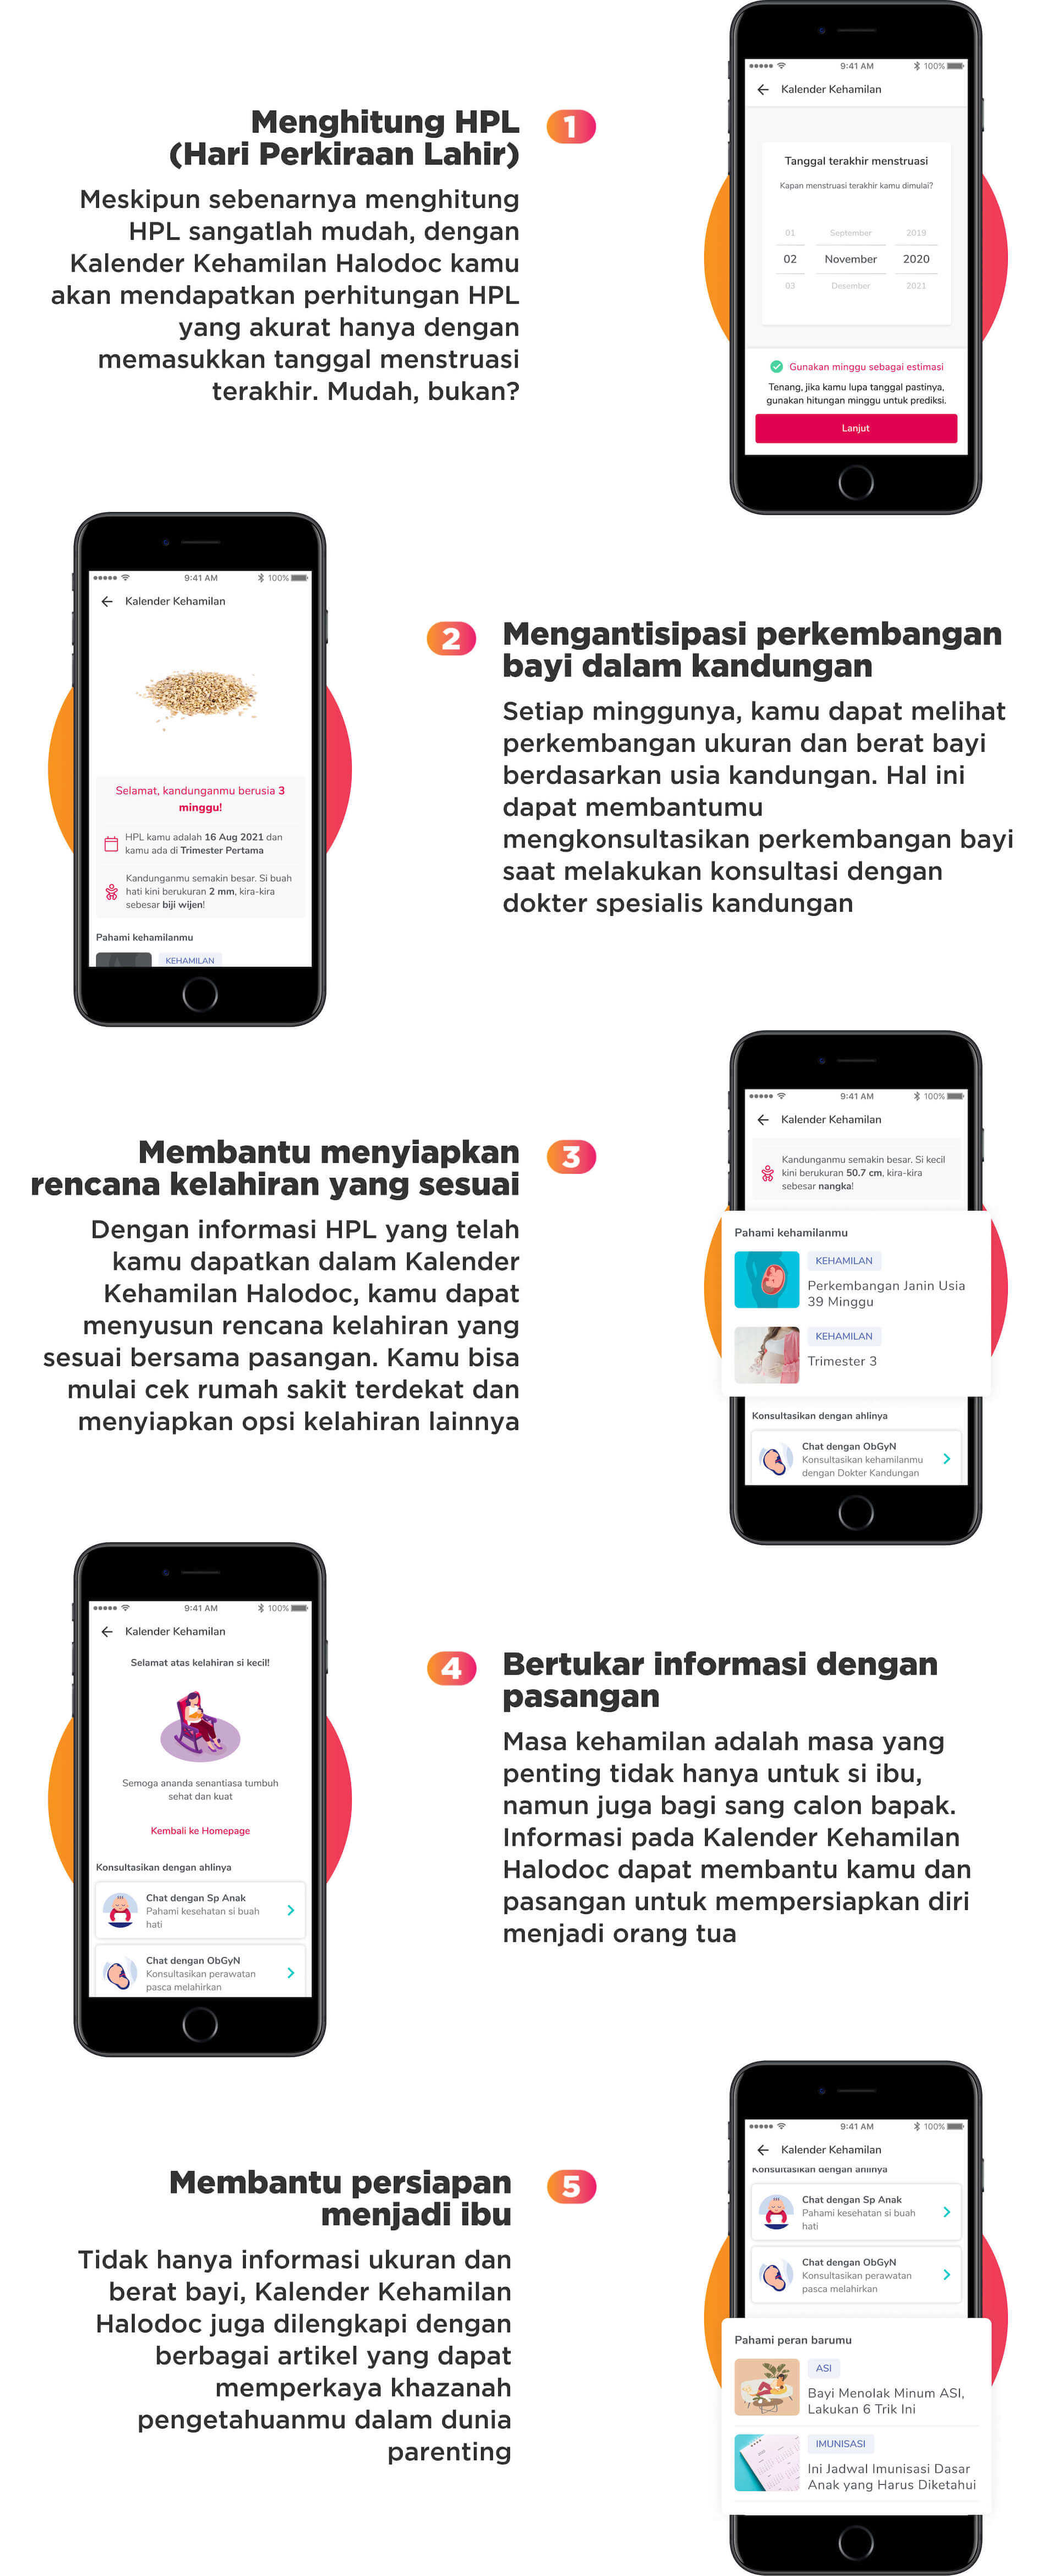 Menghitung HPL
(Hari Perkiraan Lahir)
1
Meskipun sebenarnya menghitung
HPL sangatlah mudah, dengan
Kalender Kehamilan Halodoc kamu
akan mendapatkan perhitungan HPL
yang akurat hanya dengan
memasukkan tanggal menstruasi
terakhir. Mudah, bukan?
9:41 AM 100%
Kalender Kehamilan
Tanggal terakhir menstruasi
Kapan menstruasi terakhir kamu dimulai?
01 September 2019
02 November 2020
03 Desember 2021
Gunakan minggu sebagai estimasi
Tenang, jika kamu lupa tanggal pastinya,
gunakan hitungan minggu untuk prediksi.
Lanjut
9:41 AM 100%
Kalender Kehamilan
Selamat, kandunganmu berusia 3
minggu!
HPL kamu adalah 16 Aug 2021 dan
kamu ada di Trimester Pertama
Kandunganmu semakin besar. Si buah
hati kini berukuran 2 mm, kira-kira
sebesar biji wijen!
Pahami kehamilanmu
KEHAMILAN
2
Mengantisipasi perkembangan
bayi dalam kandungan
Setiap minggunya, kamu dapat melihat
perkembangan ukuran dan berat bayi
berdasarkan usia kandungan. Hal ini
dapat membantumu
mengkonsultasikan perkembangan bayi
saat melakukan konsultasi dengan
dokter spesialis kandungan
Membantu menyiapkan
rencana kelahiran yang sesuai
3
Dengan informasi HPL yang telah
kamu dapatkan dalam Kalender
Kehamilan Halodoc, kamu dapat
menyusun rencana kelahiran yang
sesuai bersama pasangan. Kamu bisa
mulai cek rumah sakit terdekat dan
menyiapkan opsi kelahiran lainnya
9:41 AM 100%
Kalender Kehamilan
Kandunganmu semakin besar. Si kecil
kini berukuran 50.7 cm, kira-kira
sebesar nangka!
Pahami kehamilanmu
KEHAMILAN
Perkembangan Janin Usia
39 Minggu
KEHAMILAN
Trimester 3
Konsultasikan dengan ahlinya
Chat dengan ObGyN
Konsultasikan kehamilanmu
dengan Dokter Kandungan
9:41 AM 100%
Kalender Kehamilan
Selamat atas kelahiran si kecil!
Semoga ananda senantiasa tumbuh
sehat dan kuat
Kembali ke Homepage
Konsultasikan dengan ahlinya
Chat dengan Sp Anak
Pahami kesehatan si buah
hati
Chat dengan ObGyN
Konsultasikan perawatan
pasca melahirkan
4
Bertukar informasi dengan
pasangan
Masa kehamilan adalah masa yang
penting tidak hanya untuk si ibu,
namun juga bagi sang calon bapak.
Informasi pada Kalender Kehamilan
Halodoc dapat membantu kamu dan
pasangan untuk mempersiapkan diri
menjadi orang tua
Membantu persiapan
menjadi ibu
5
Tidak hanya informasi ukuran dan
berat bayi, Kalender Kehamilan
Halodoc juga dilengkapi dengan
berbagai artikel yang dapat
memperkaya khazanah
pengetahuanmu dalam dunia
parenting
9:41 AM 100%
Kalender Kehamilan
Konsultasikan dengan ahlinya
Chat dengan Sp Anak
Pahami kesehatan si buah
hati
Chat dengan ObGyN
Konsultasikan perawatan
pasca melahirkan
Pahami peran barumu
ASI
Bayi Menolak Minum ASI,
Lakukan 6 Trik Ini
IMUNISASI
Ini Jadwal Imunisasi Dasar
Anak yang Harus Diketahui